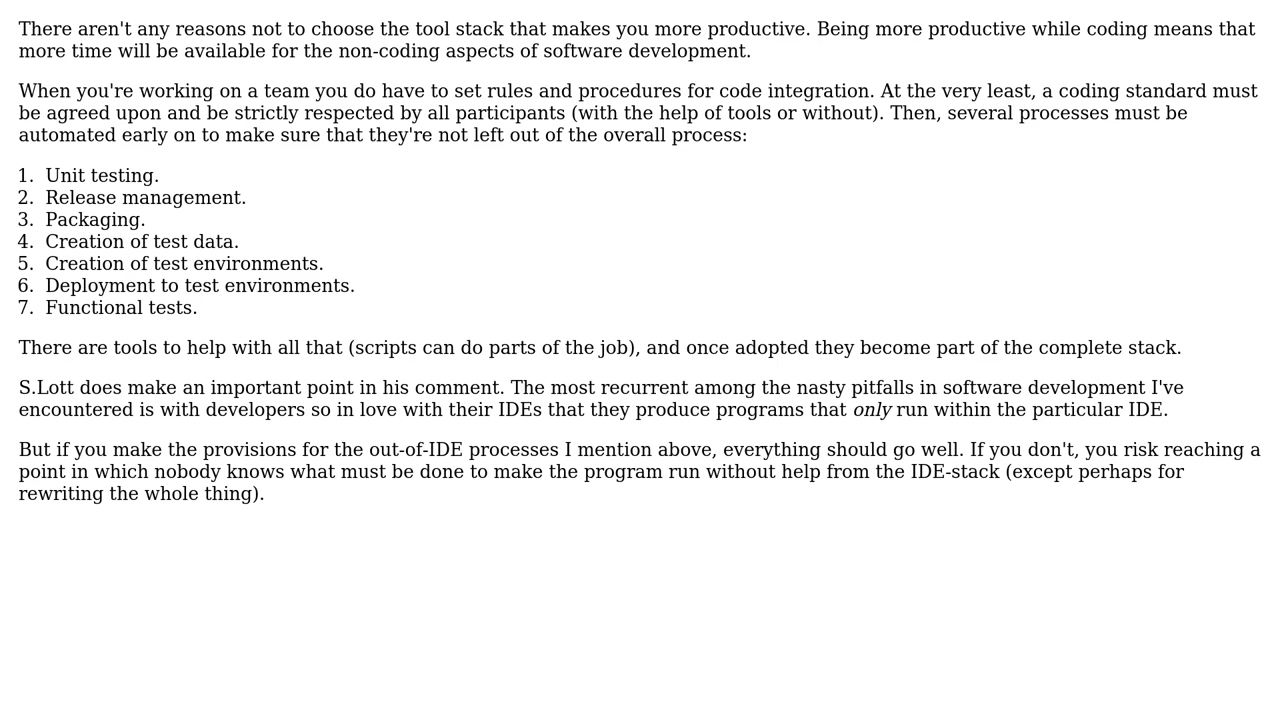 There aren't any reasons not to choose the tool stack that makes you more productive. Being more productive while coding means that
more time will be available for the non-coding aspects of software development.
When you're working on a team you do have to set rules and procedures for code integration. At the very least, a coding standard must
be agreed upon and be strictly respected by all participants (with the help of tools or without). Then, several processes must be
automated early on to make sure that they're not left out of the overall process:
1. Unit testing.
2. Release management.
3. Packaging.
4. Creation of test data.
5. Creation of test environments.
6. Deployment to test environments.
7. Functional tests.
There are tools to help with all that (scripts can do parts of the job), and once adopted they become part of the complete stack.
S.Lott does make an important point in his comment. The most recurrent among the nasty pitfalls in software development I've
encountered is with developers so in love with their IDEs that they produce programs that only run within the particular IDE.
But if you make the provisions for the out-of-IDE processes I mention above, everything should go well. If you don't, you risk reaching a
point in which nobody knows what must be done to make the program run without help from the IDE-stack (except perhaps for
rewriting the whole thing).